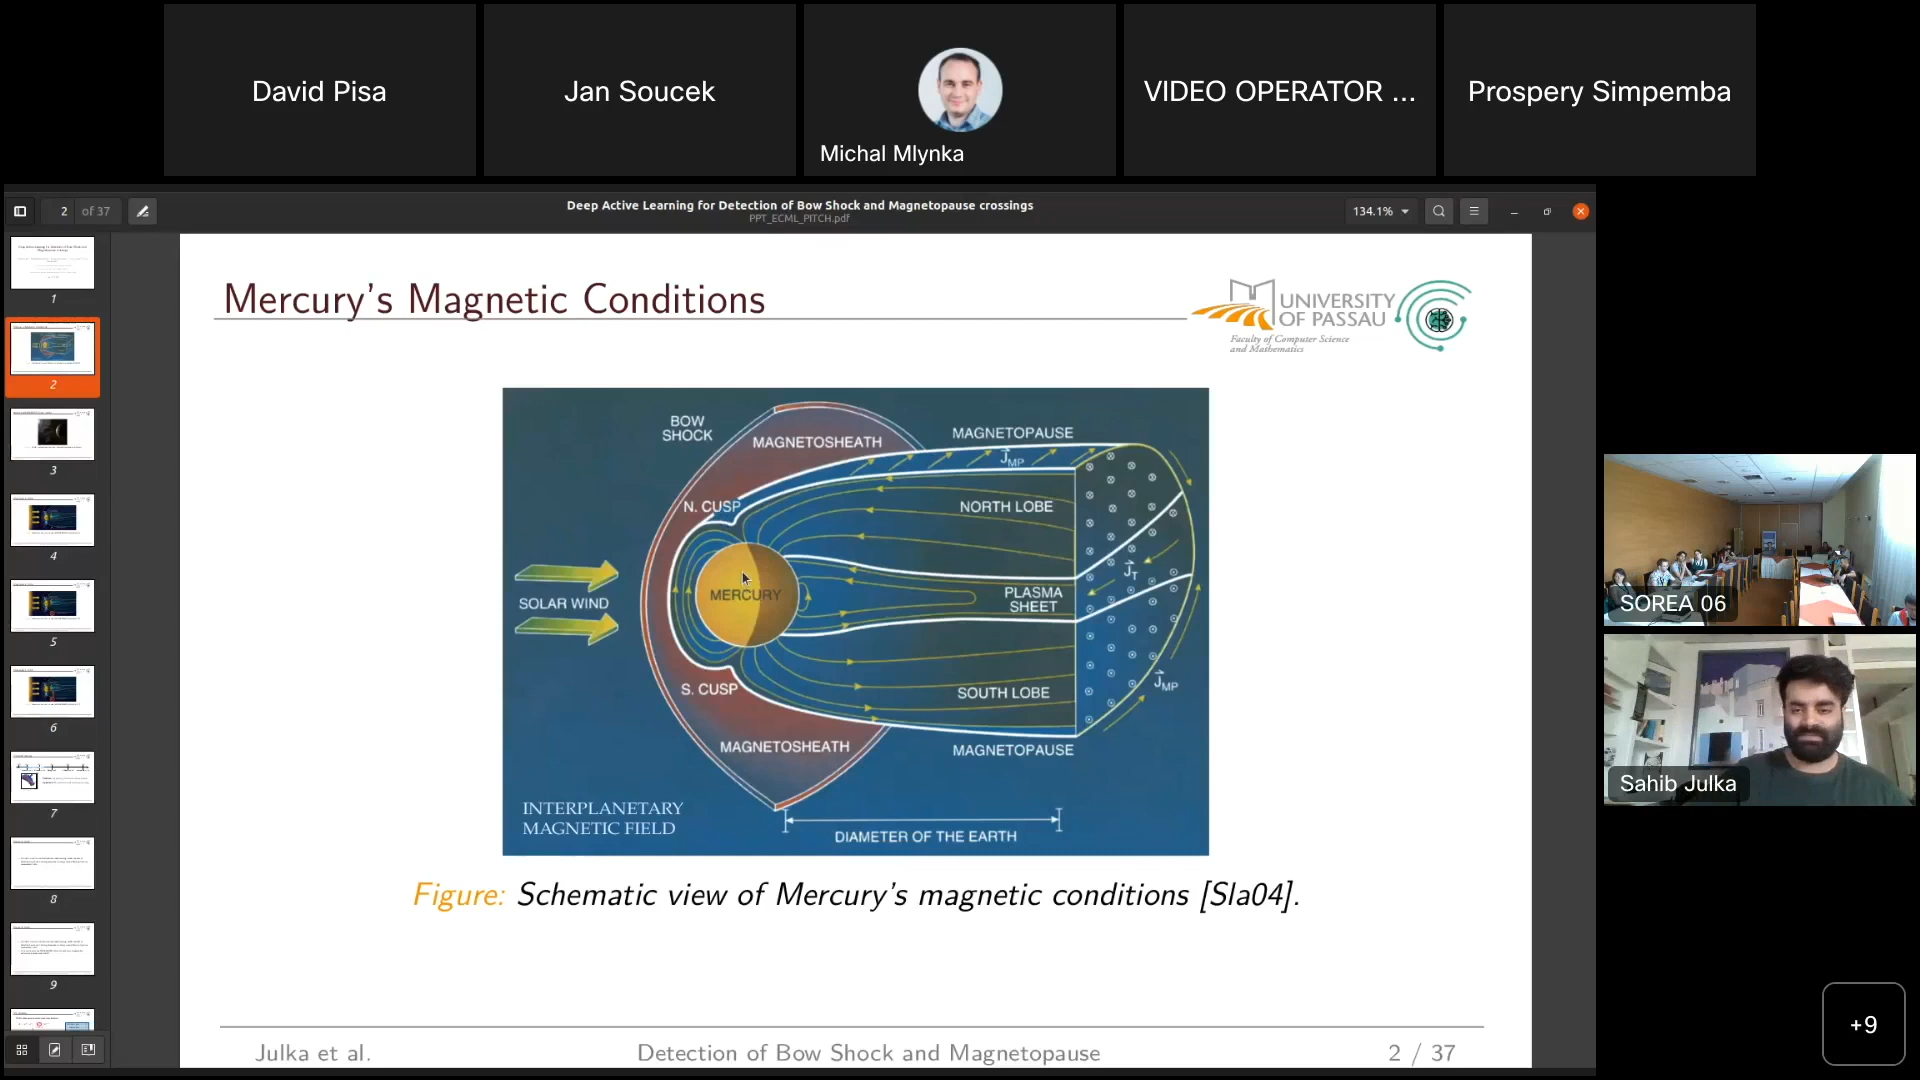 David Pisa
Jan Soucek
Michal Mlynka
VIDEO OPERATOR ...
Prospery Simpemba
2 of 37
Deep Active Learning for Detection of Bow Shock and Magnetopause crossings
PPT_ECML_PITCH.pdf
134.1%
1
2
3
4
5
6
7
8
9
Mercury's Magnetic Conditions
UNIVERSITY
OF PASSAU
Faculty of Computer Science
and Mathematics
BOW
SHOCK
MAGNETOSHEATH
MAGNETOPAUSE
J MP
N. CUSP
NORTH LOBE
J T
SOLAR WIND
MERCURY
PLASMA
SHEET
S. CUSP
SOUTH LOBE
J MP
MAGNETOSHEATH
MAGNETOPAUSE
INTERPLANETARY
MAGNETIC FIELD
DIAMETER OF THE EARTH
Figure: Schematic view of Mercury's magnetic conditions [Sla04].
Julka et al.
Detection of Bow Shock and Magnetopause
2 / 37
SOREA 06
Sahib Julka
+9